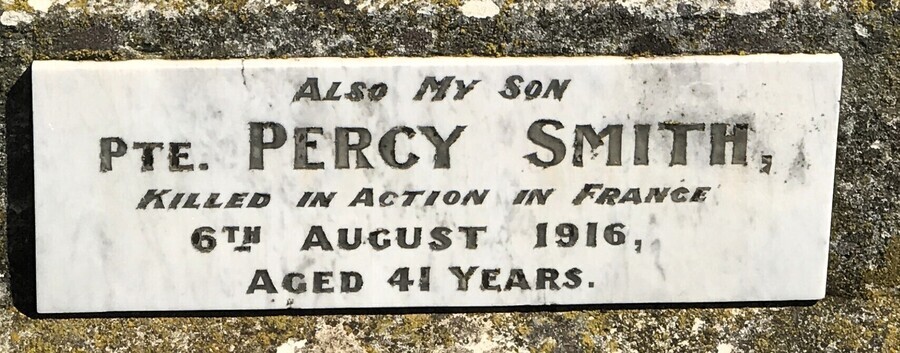 ALSO MY SON
PTE. PERCY SMITH,
KILLED IN ACTION IN FRANCE
6TH AUGUST 1916,
AGED 41 YEARS.